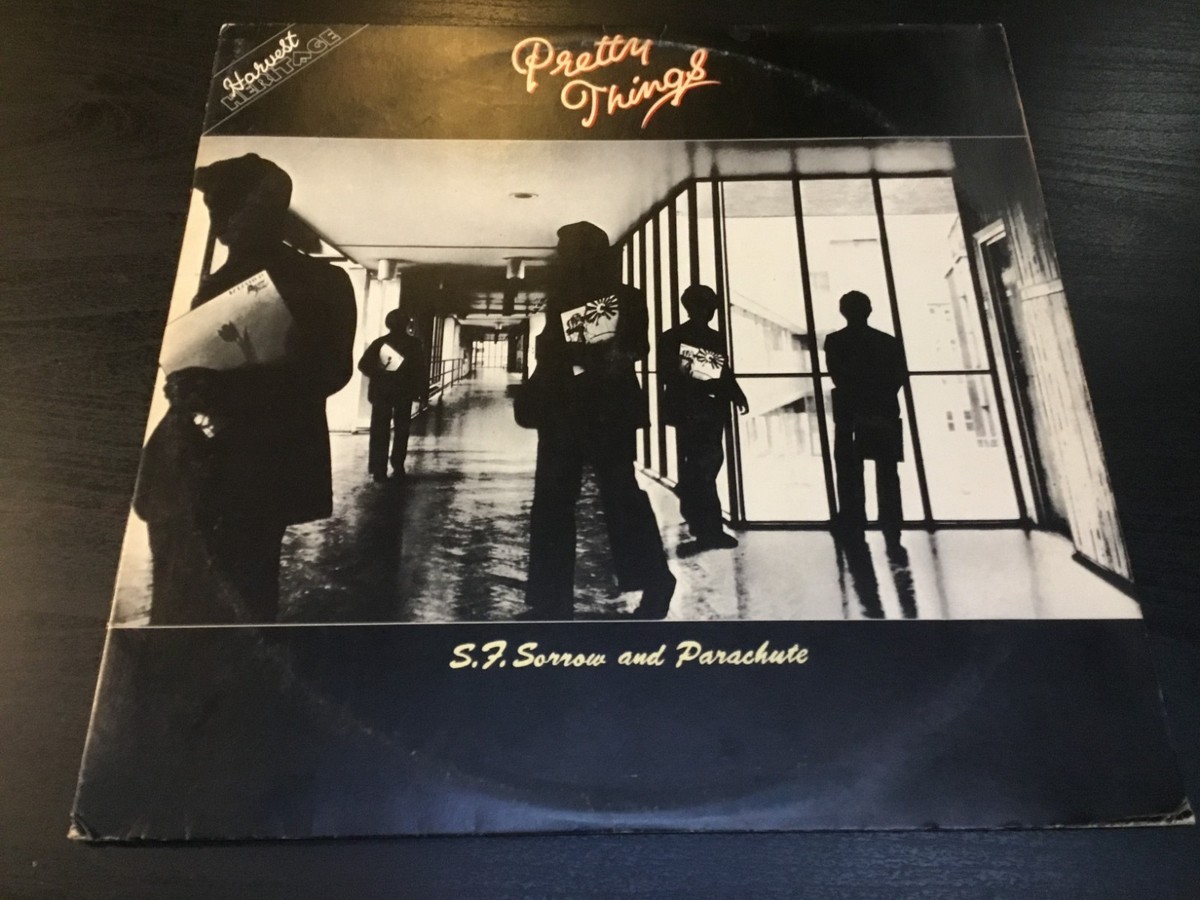 Harvest
HERITAGE
Pretty
Things
S.F. Sorrow and Parachute